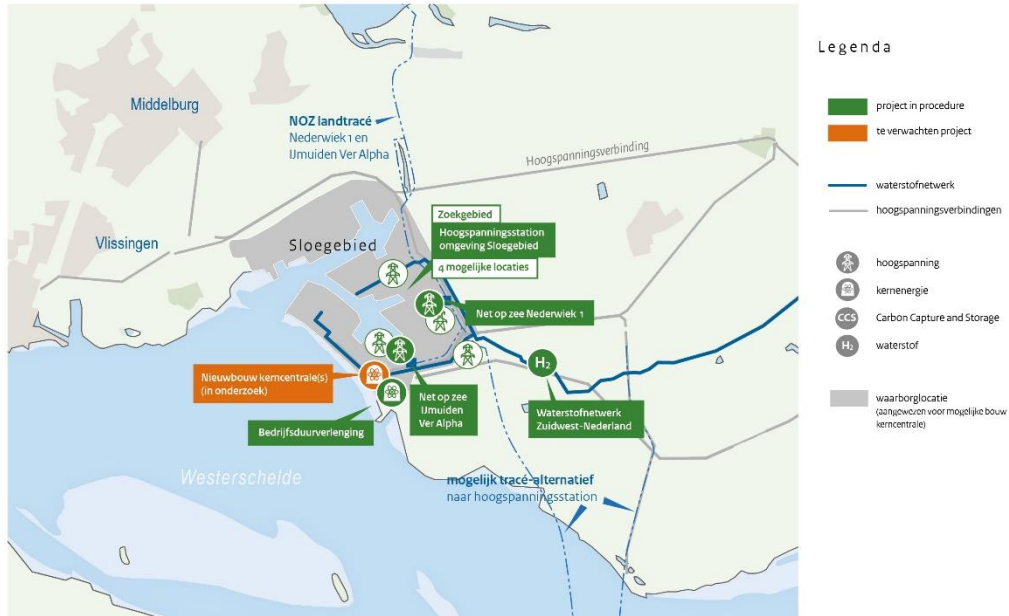 Middelburg
Vlissingen
NOZ landtracé
Nederwiek 1 en
IJmuiden Ver Alpha
Hoogspanningsverbinding
Sloegebied
Zoekgebied
Hoogspanningsstation
omgeving Sloegebied
4 mogelijke locaties
Net op zee Nederwiek 1
Nieuwbouw kerncentrale(s)
(in onderzoek)
Bedrijfsduurverlenging
Net op zee
IJmuiden
Ver Alpha
H₂
Waterstofnetwerk
Zuidwest-Nederland
Westerschelde
mogelijk tracé-alternatief
naar hoogspanningsstation
Legenda
project in procedure
te verwachten project
waterstofnetwerk
hoogspanningsverbindingen
hoogspanning
kernenergie
CCS Carbon Capture and Storage
H₂ waterstof
waarborglocatie
(aangewezen voor mogelijke bouw
kerncentrale)